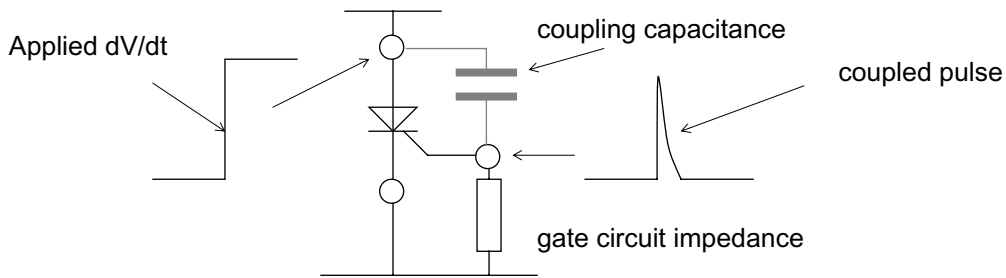 Applied dV/dt
coupling capacitance
coupled pulse
gate circuit impedance